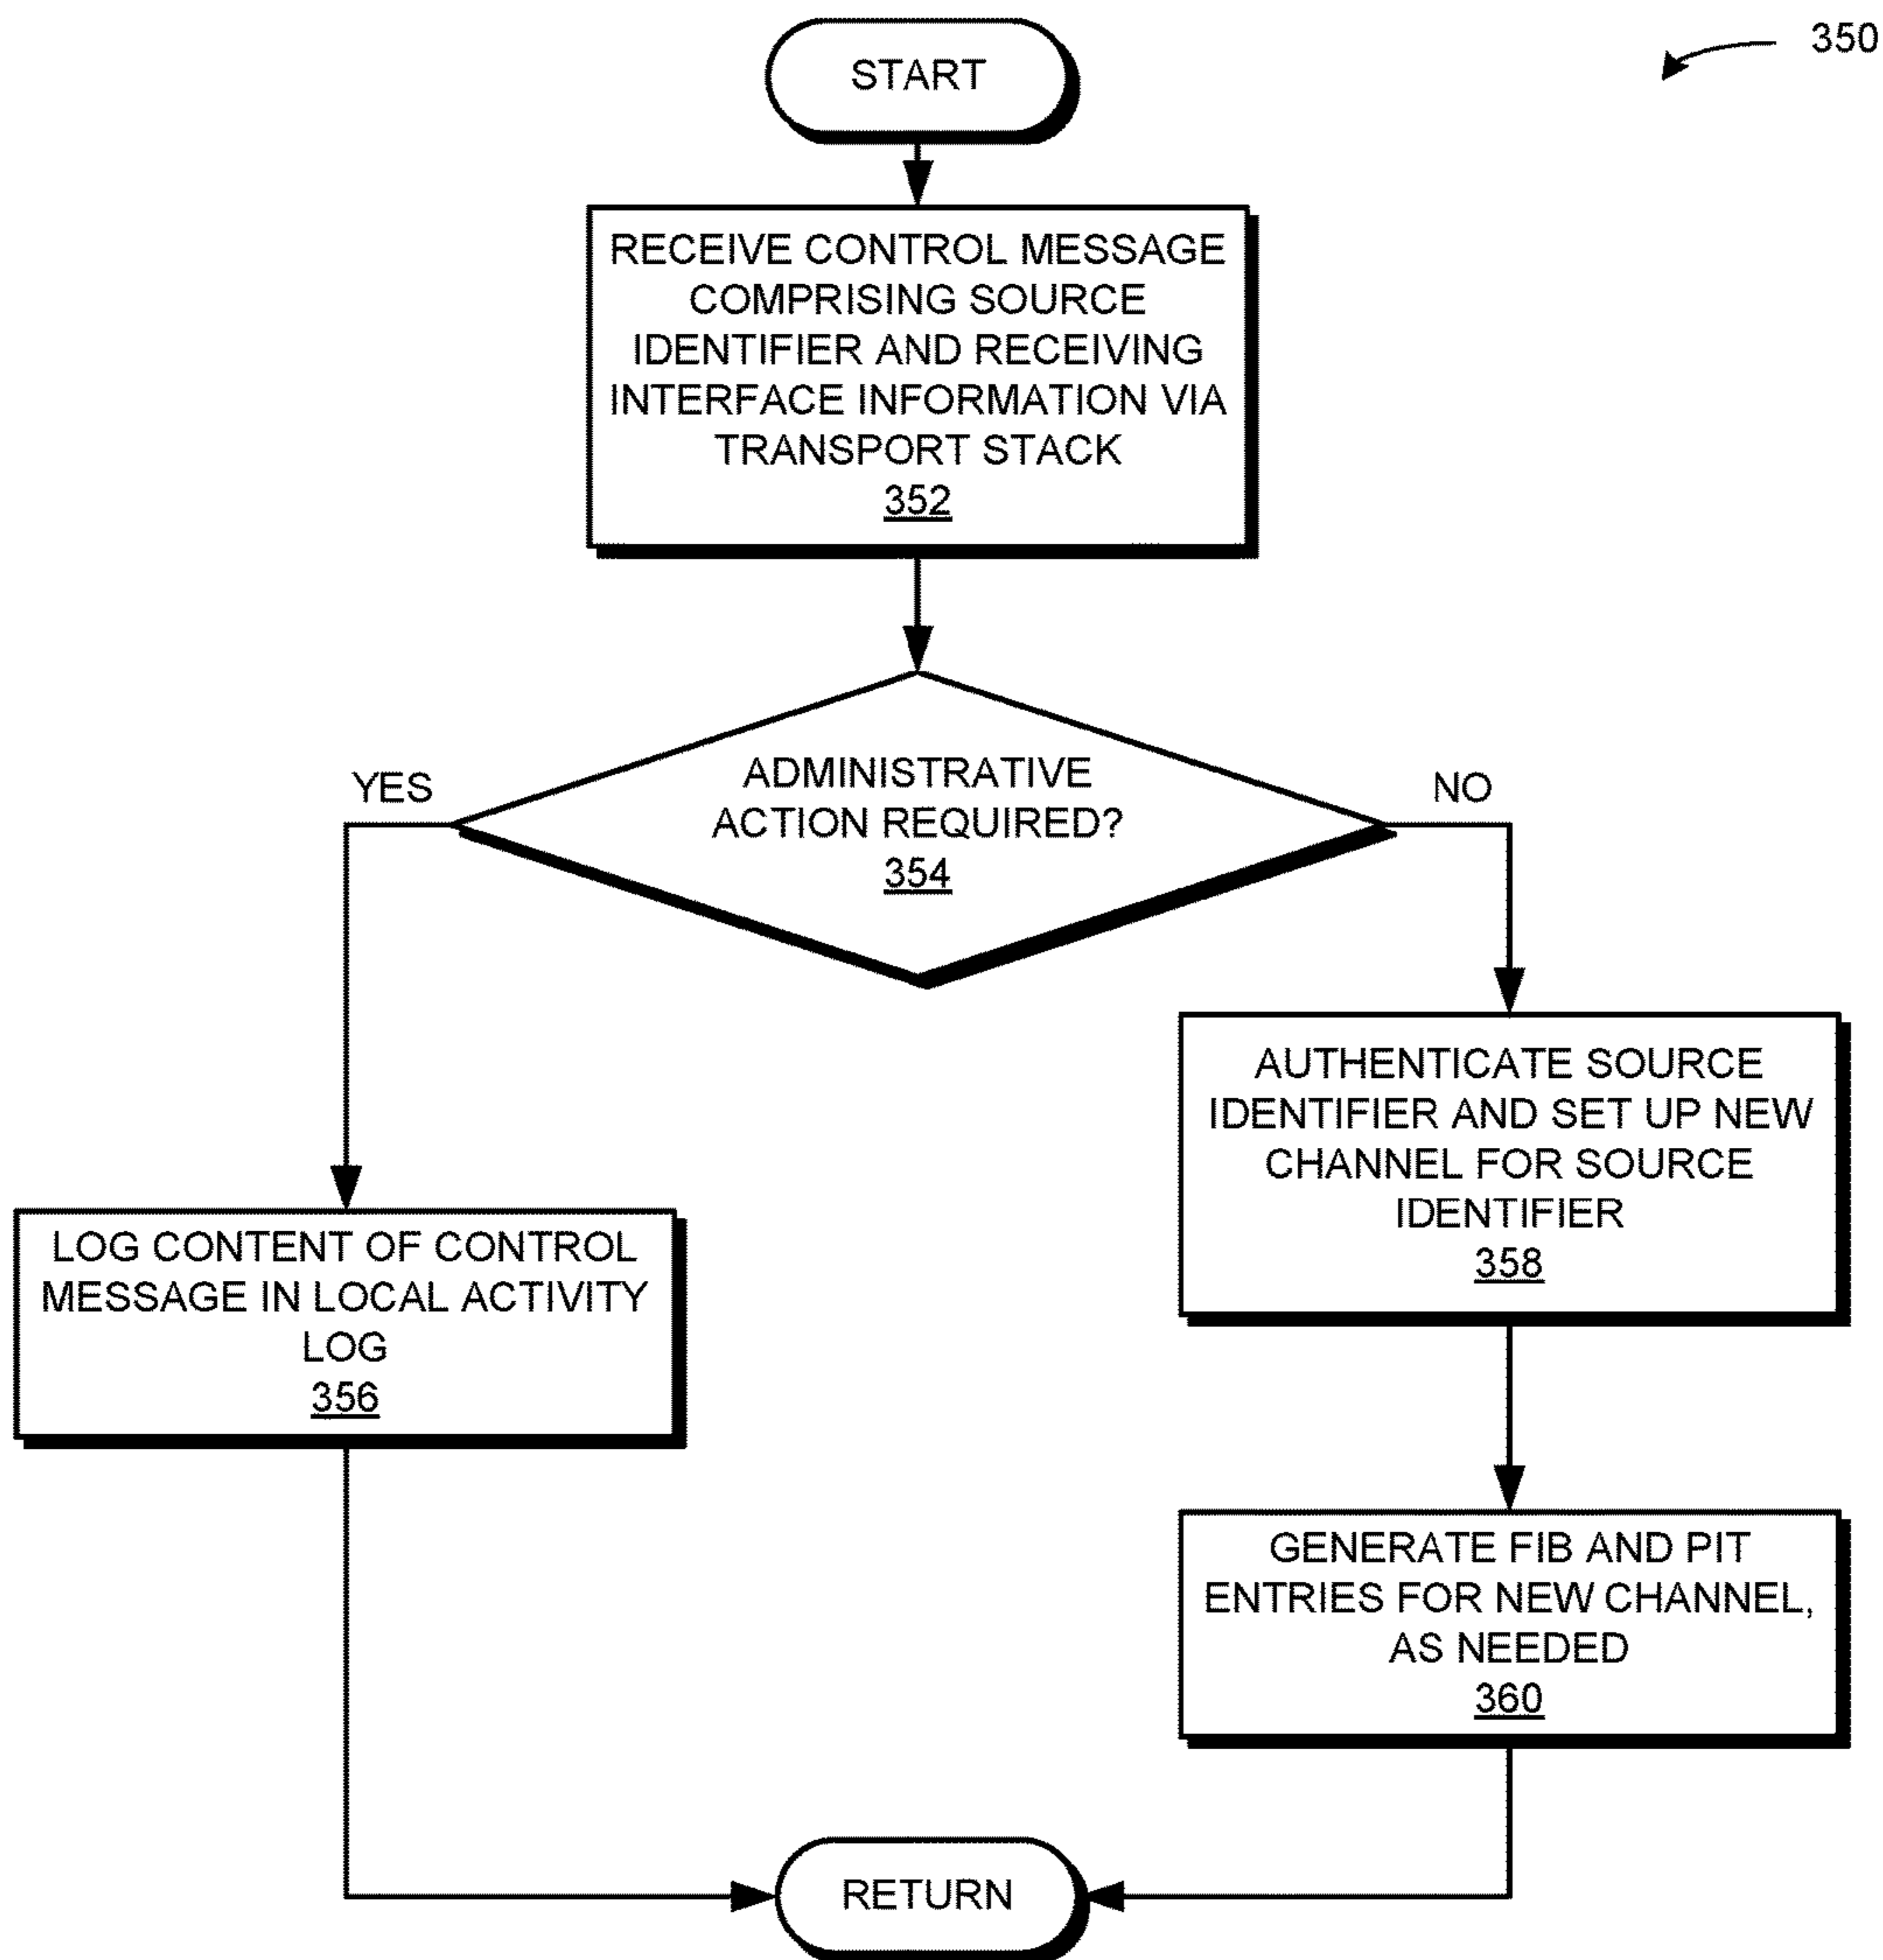 350
START
RECEIVE CONTROL MESSAGE
COMPRISING SOURCE
IDENTIFIER AND RECEIVING
INTERFACE INFORMATION VIA
TRANSPORT STACK
352
YES
ADMINISTRATIVE
ACTION REQUIRED?
354
NO
AUTHENTICATE SOURCE
IDENTIFIER AND SET UP NEW
CHANNEL FOR SOURCE
IDENTIFIER
358
LOG CONTENT OF CONTROL
MESSAGE IN LOCAL ACTIVITY
LOG
356
GENERATE FIB AND PIT
ENTRIES FOR NEW CHANNEL,
AS NEEDED
360
RETURN